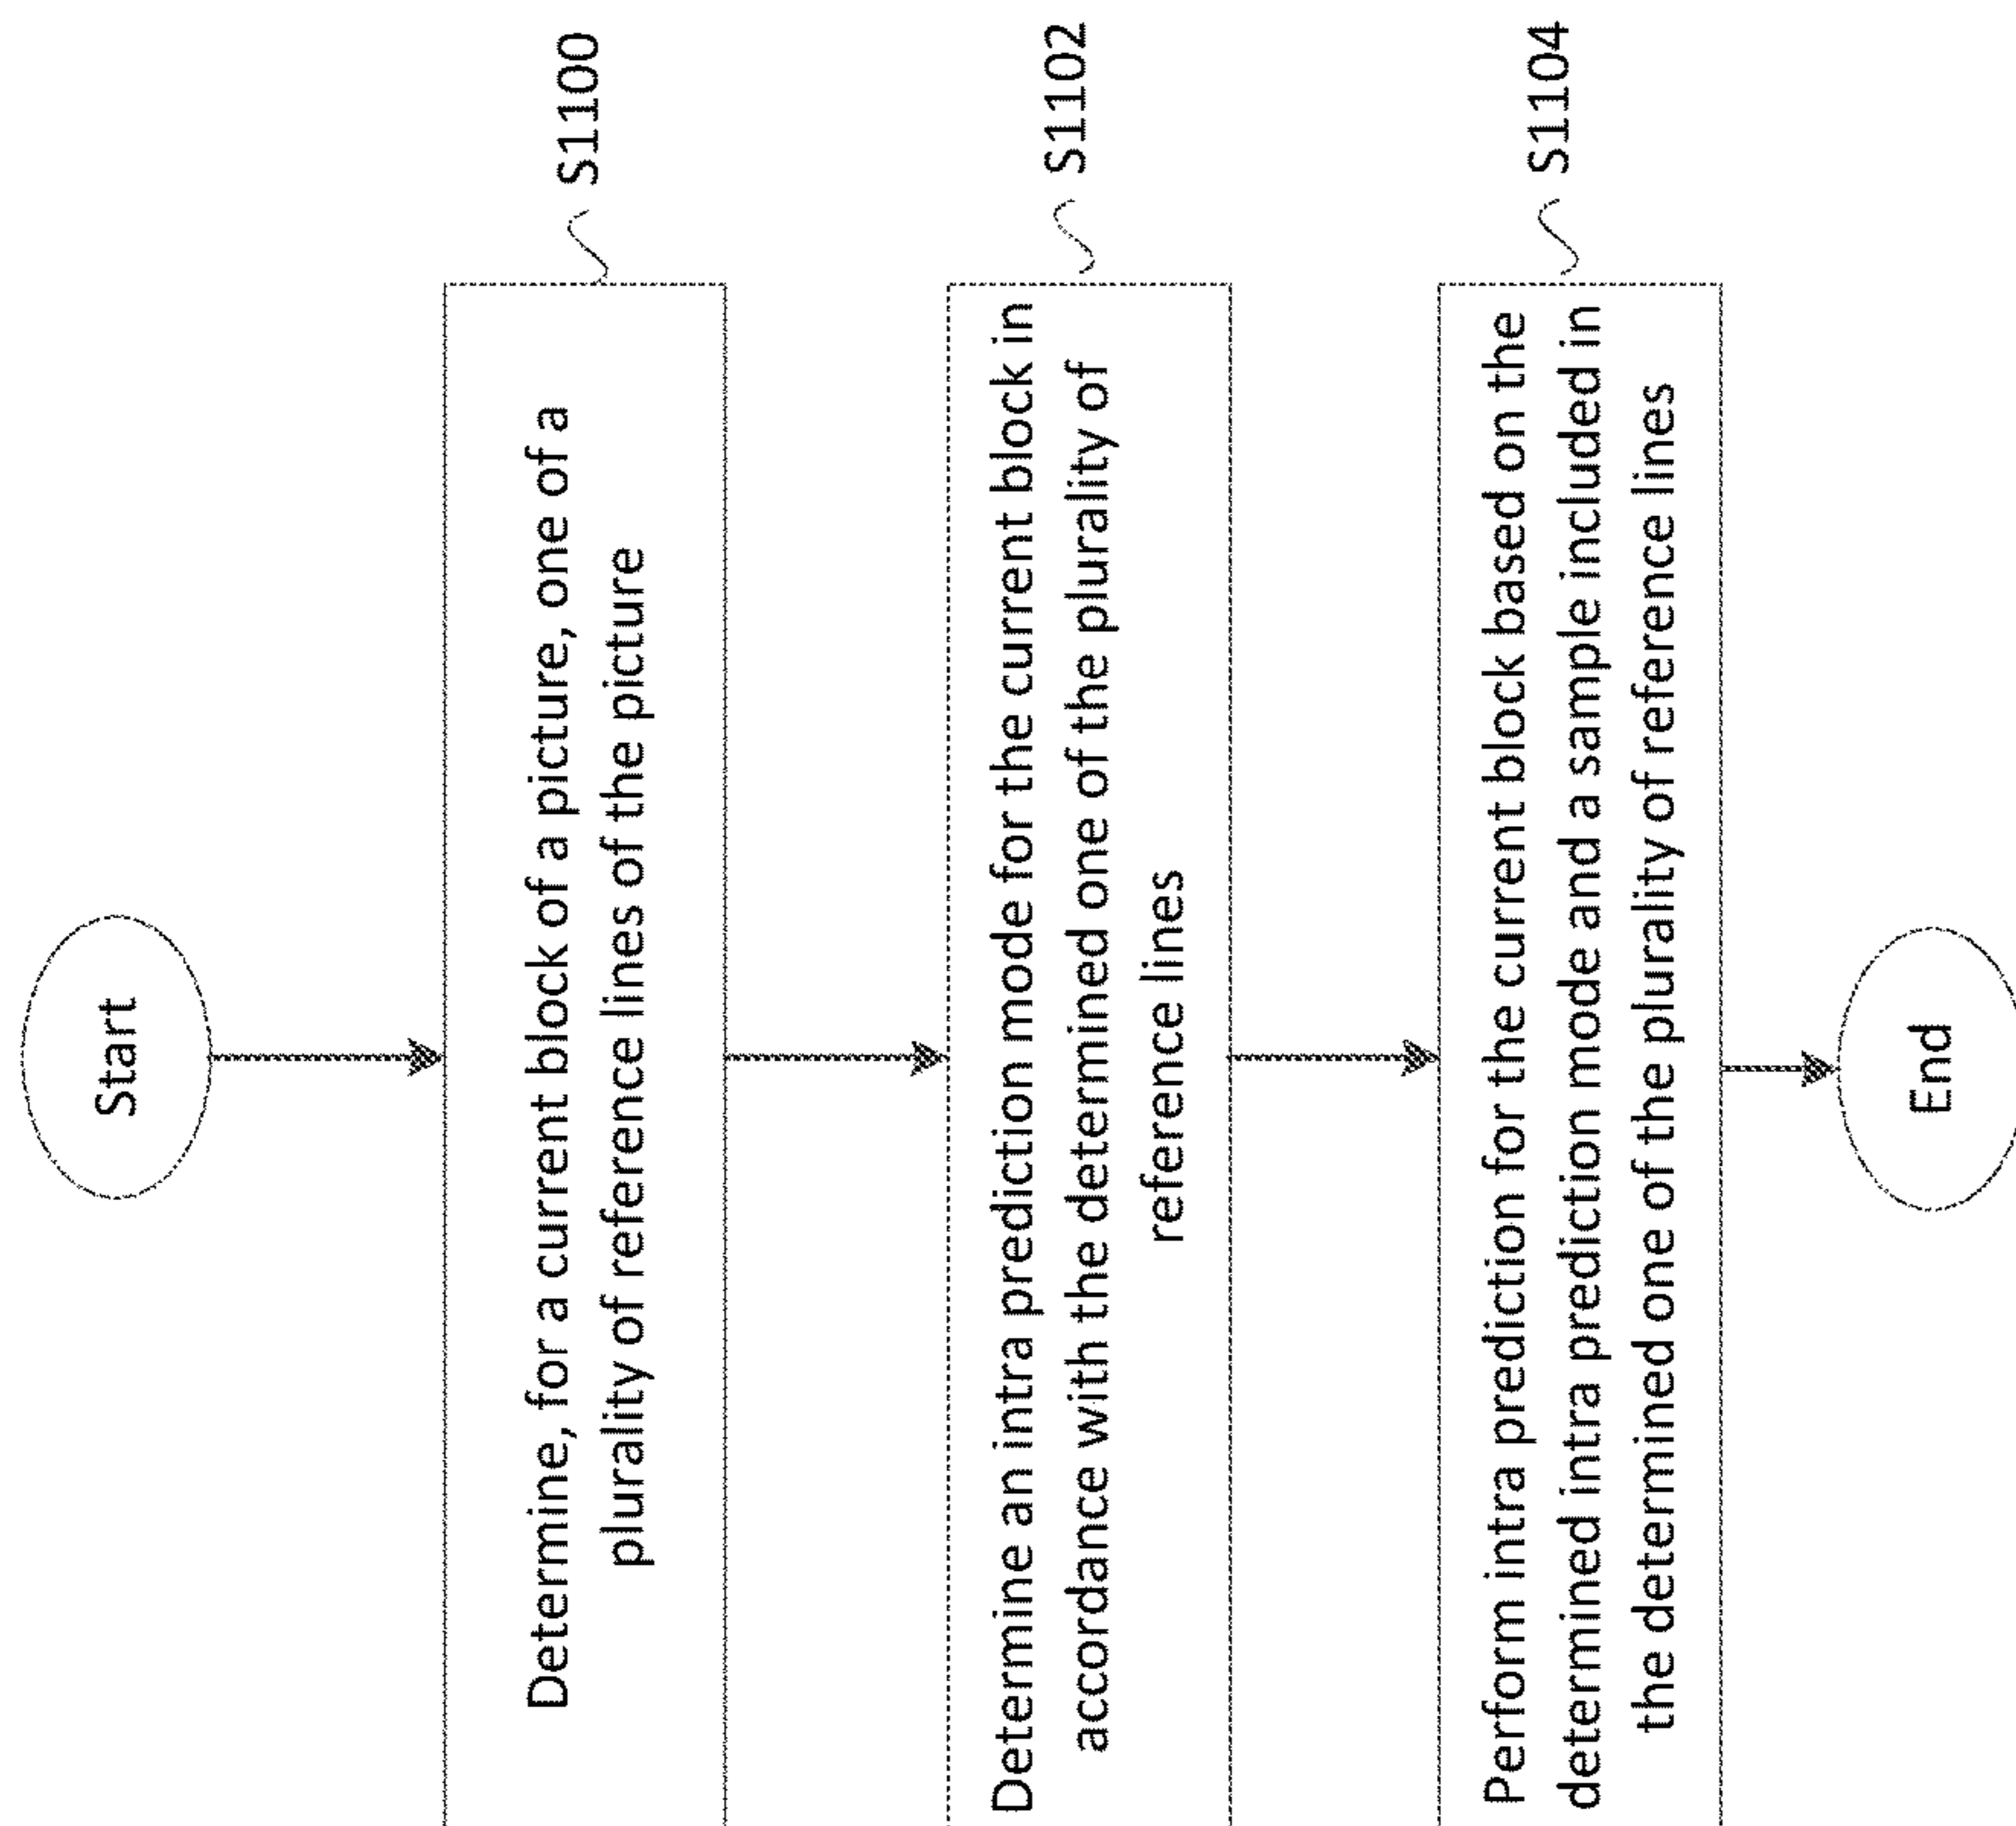 Start
Determine, for a current block of a picture, one of a
plurality of reference lines of the picture
S1100
Determine an intra prediction mode for the current block in
accordance with the determined one of the plurality of
reference lines
S1102
Perform intra prediction for the current block based on the
determined intra prediction mode and a sample included in
the determined one of the plurality of reference lines
S1104
End